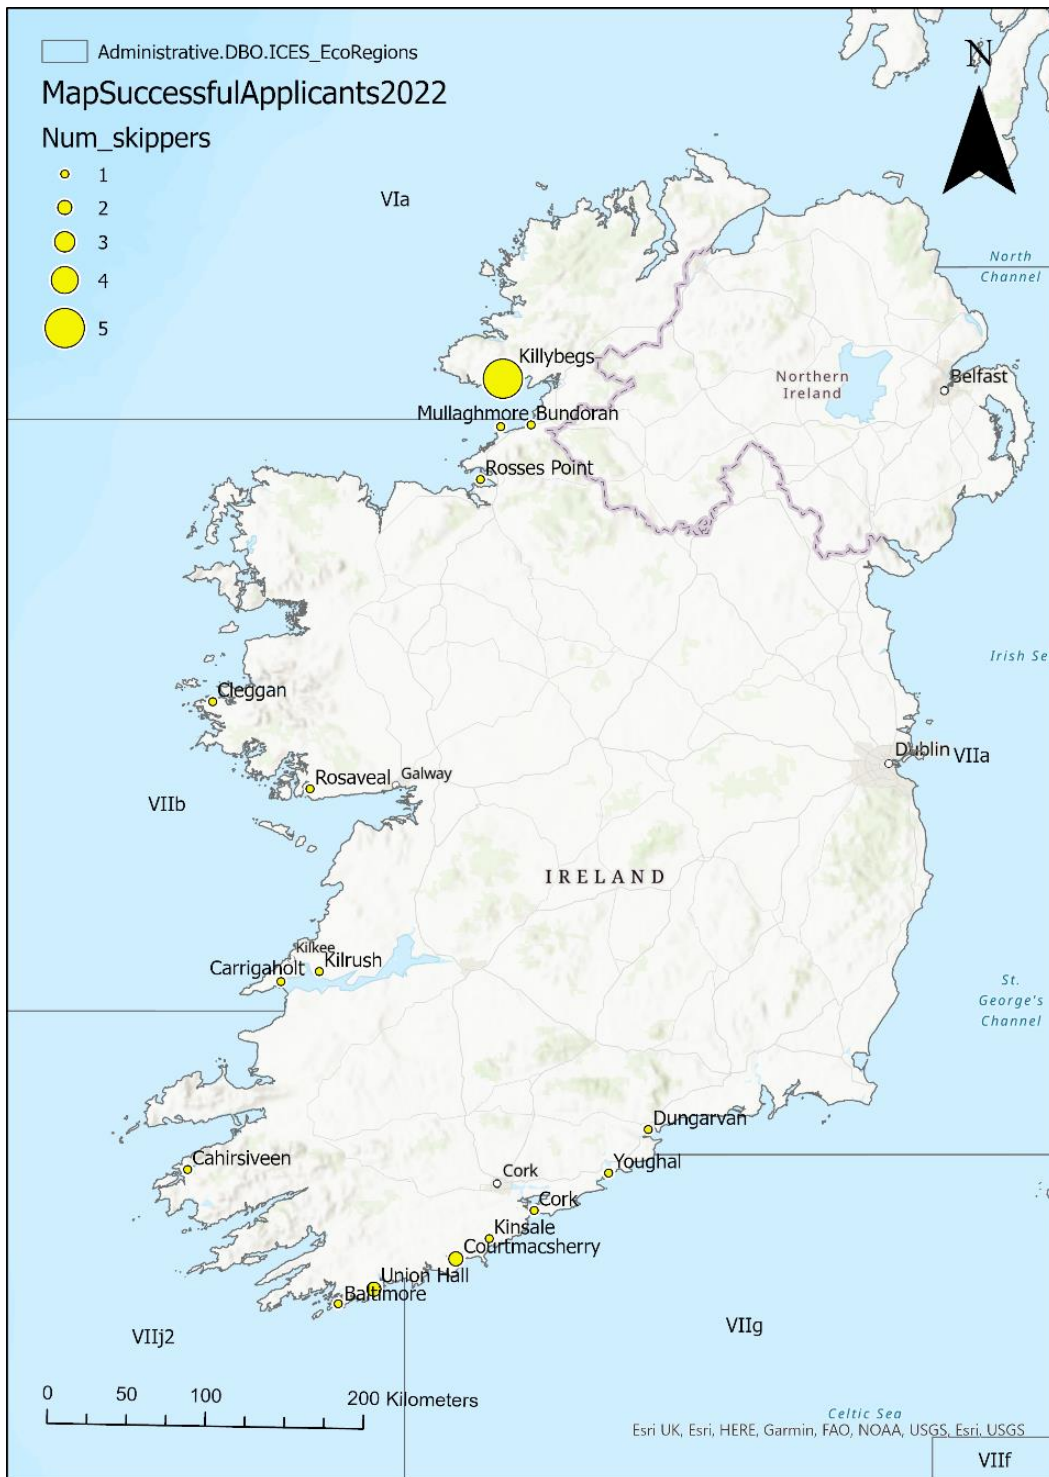 Administrative.DBO.ICES_EcoRegions
MapSuccessfulApplicants2022
Num_skippers
1
2
3
4
5
N
VIa
North
Channel
Killybegs
Northern
Ireland
Belfast
Mullaghmore Bundoran
Rosses Point
Irish Se
Cleggan
Dublin
VIIa
Rosaveal
Galway
VIIb
IRELAND
Kilkee
Kilrush
Carrigaholt
St.
George's
Channel
Dungarvan
Cahirsiveen
Youghal
Cork
Cork
Kinsale
Courtmacsherry
Union Hall
Baltimore
VIIj2
VIIg
0 50 100 200 Kilometers
Celtic Sea
Esri UK, Esri, HERE, Garmin, FAO, NOAA, USGS, Esri, USGS
VIIf